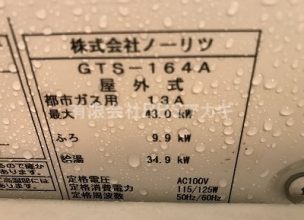 株式会社ノーリツ
GTS-164A
屋外式
都市ガス用 13A
最大 43.0 kW
ふろ 9.9 kW
給湯 34.9 kW
定格電圧 AC100V
定格消費電力 115/125W
定格周波数 50Hz/60Hz